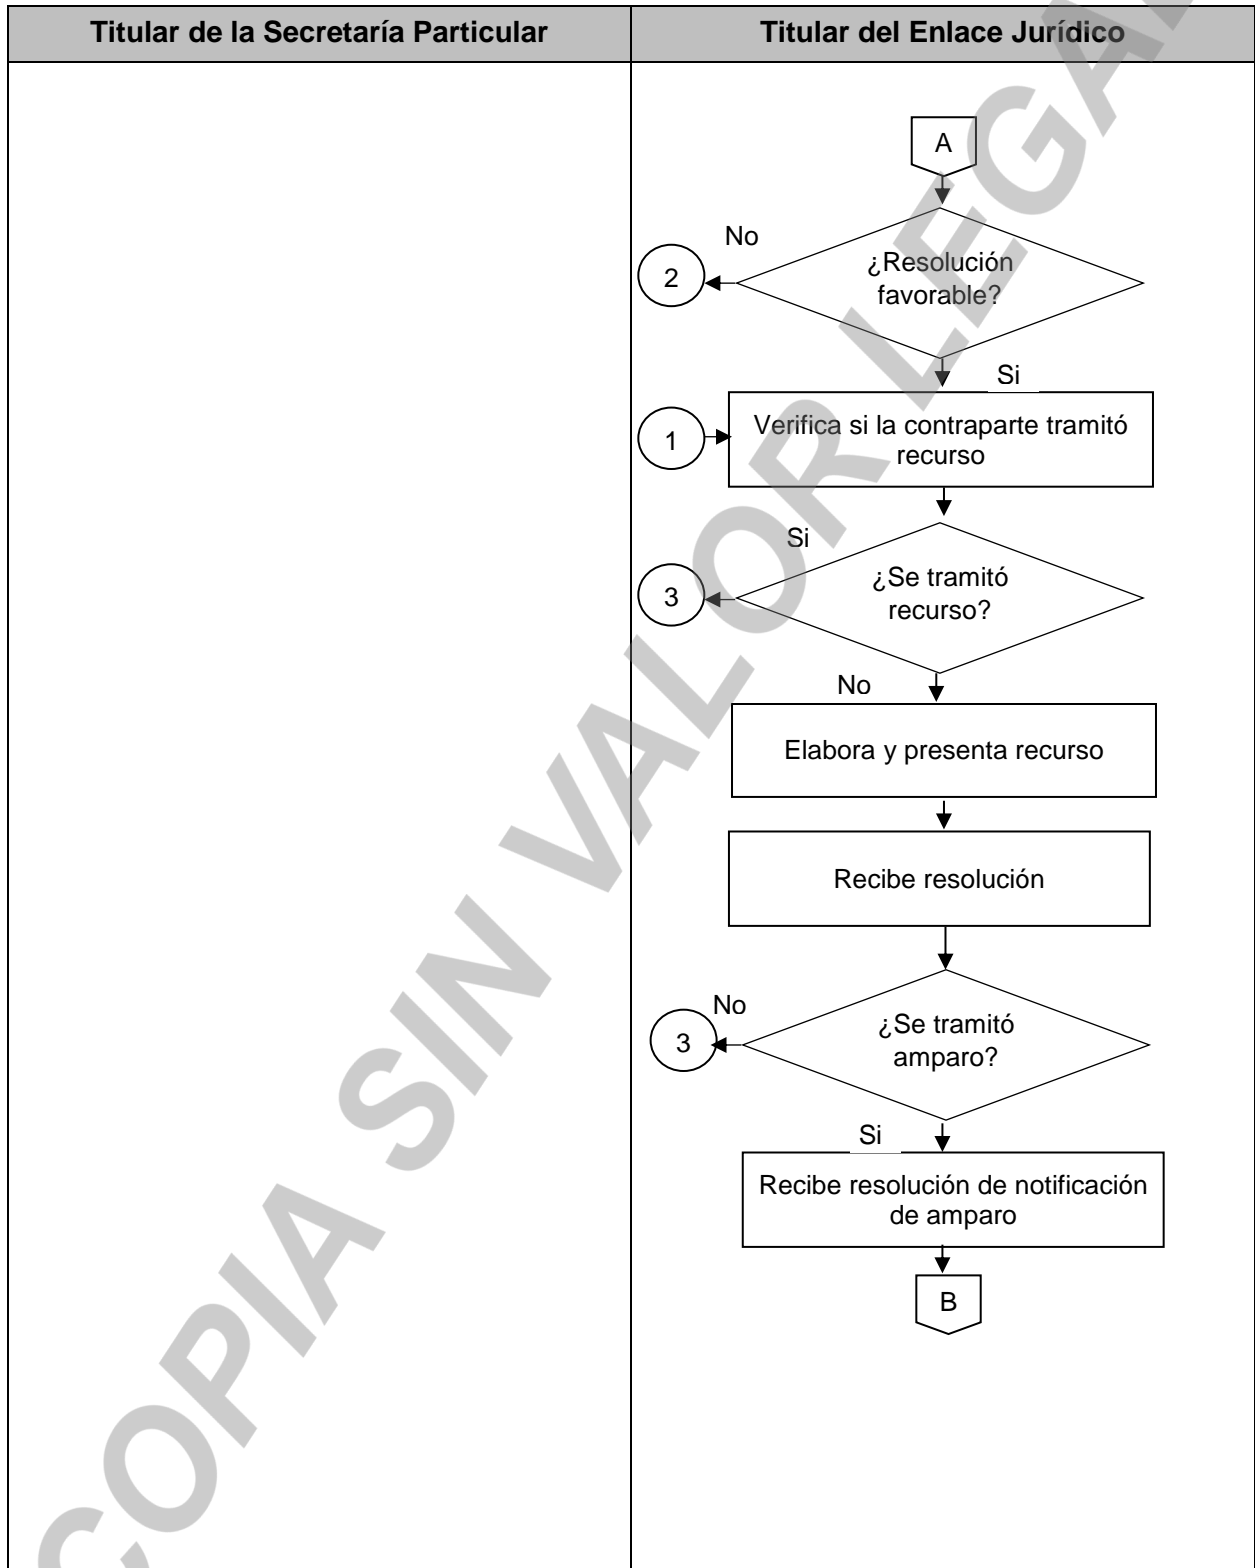 Titular de la Secretaría Particular
Titular del Enlace Jurídico
A
No
2
¿Resolución
favorable?
Si
1
Verifica si la contraparte tramitó
recurso
Si
3
¿Se tramitó
recurso?
No
Elabora y presenta recurso
Recibe resolución
No
3
¿Se tramitó
amparo?
Si
Recibe resolución de notificación
de amparo
B
COPIA SIN VALOR LEGAL